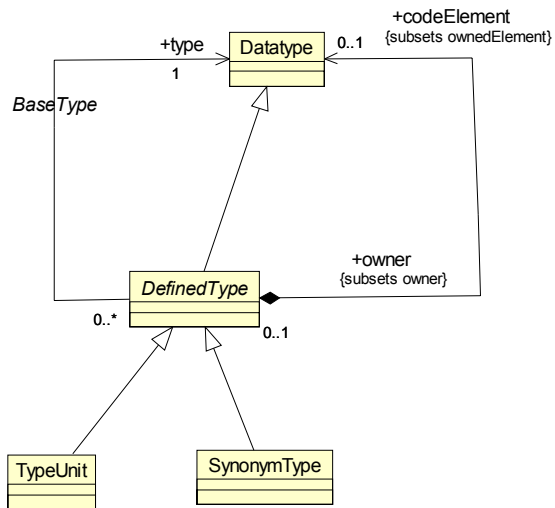 +codeElement
{subsets ownedElement}
+type
Datatype
0..1
1
BaseType
+owner
{subsets owner}
DefinedType
0..*
0..1
TypeUnit
SynonymType